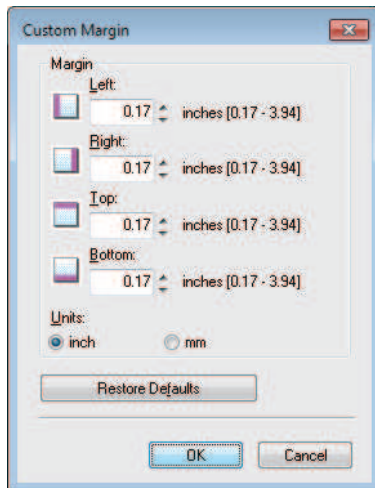 Custom Margin
Margin
Left:
0.17 inches [0.17 - 3.94]
Right:
0.17 inches [0.17 - 3.94]
Top:
0.17 inches [0.17 - 3.94]
Bottom:
0.17 inches [0.17 - 3.94]
Units:
inch mm
Restore Defaults
OK Cancel